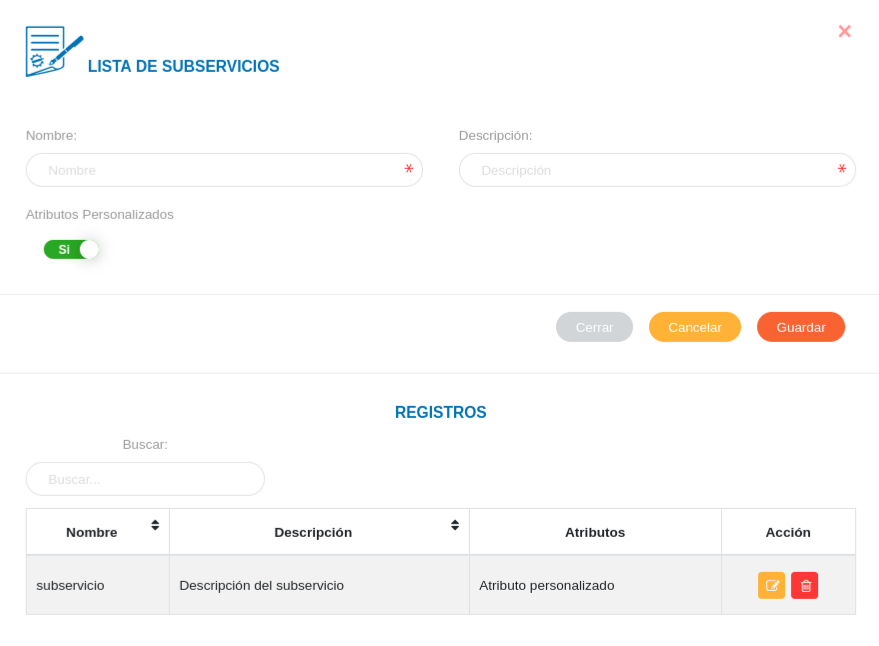 LISTA DE SUBSERVICIOS
×
Nombre:
Descripción:
Nombre *
Descripción *
Atributos Personalizados
Si
Cerrar Cancelar Guardar
REGISTROS
Buscar:
Buscar...
Nombre Descripción Atributos Acción
subservicio Descripción del subservicio Atributo personalizado